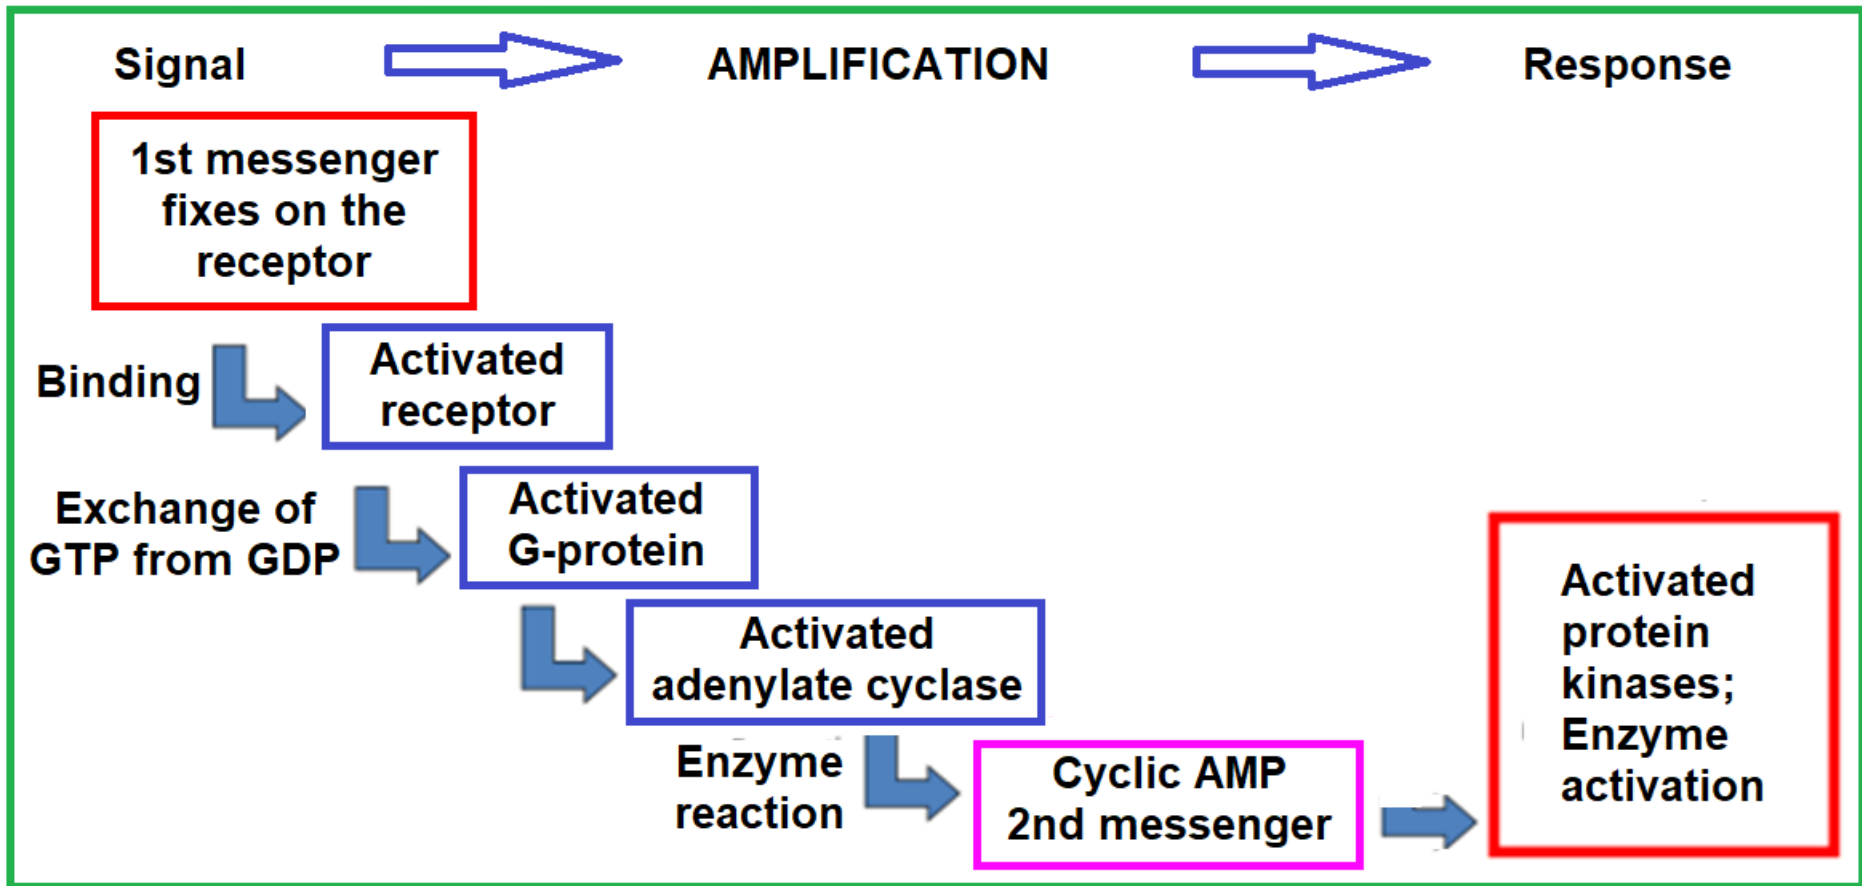 Signal
AMPLIFICATION
Response
1st messenger
fixes on the
receptor
Binding
Activated
receptor
Exchange of
GTP from GDP
Activated
G-protein
Activated
adenylate cyclase
Enzyme
reaction
Cyclic AMP
2nd messenger
Activated
protein
kinases;
Enzyme
activation